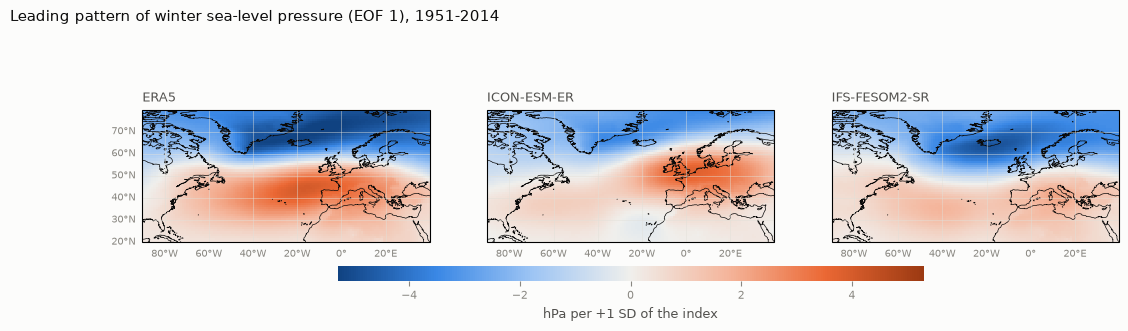 Leading pattern of winter sea-level pressure (EOF 1), 1951-2014
ERA5 ICON-ESM-ER IFS-FESOM2-SR
70°N
60°N
50°N
40°N
30°N
20°N
80°W 60°W 40°W 20°W 0° 20°E 80°W 60°W 40°W 20°W 0° 20°E 80°W 60°W 40°W 20°W 0° 20°E
−4 −2 0 2 4
hPa per +1 SD of the index